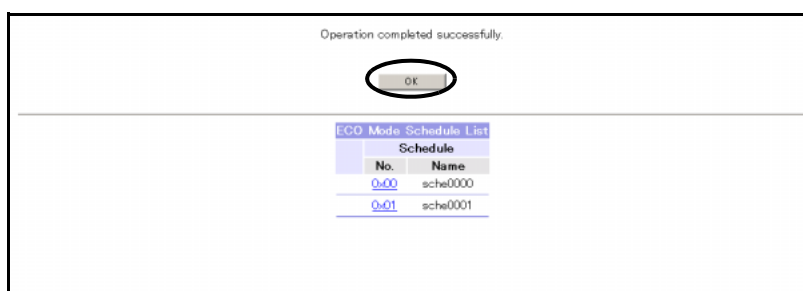 Operation completed successfully.
OK
ECO Mode Schedule List
Schedule
No. Name
0x00 sche0000
0x01 sche0001